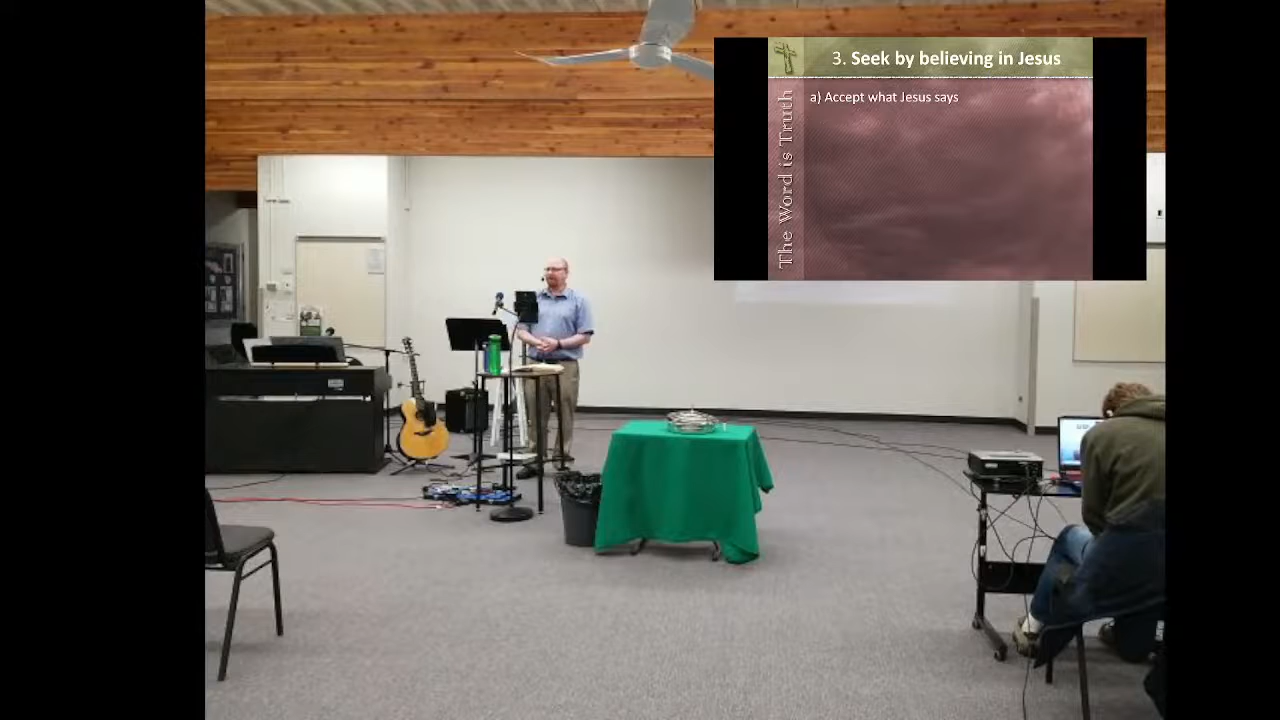 3. Seek by believing in Jesus
a) Accept what Jesus says
The Word is Truth